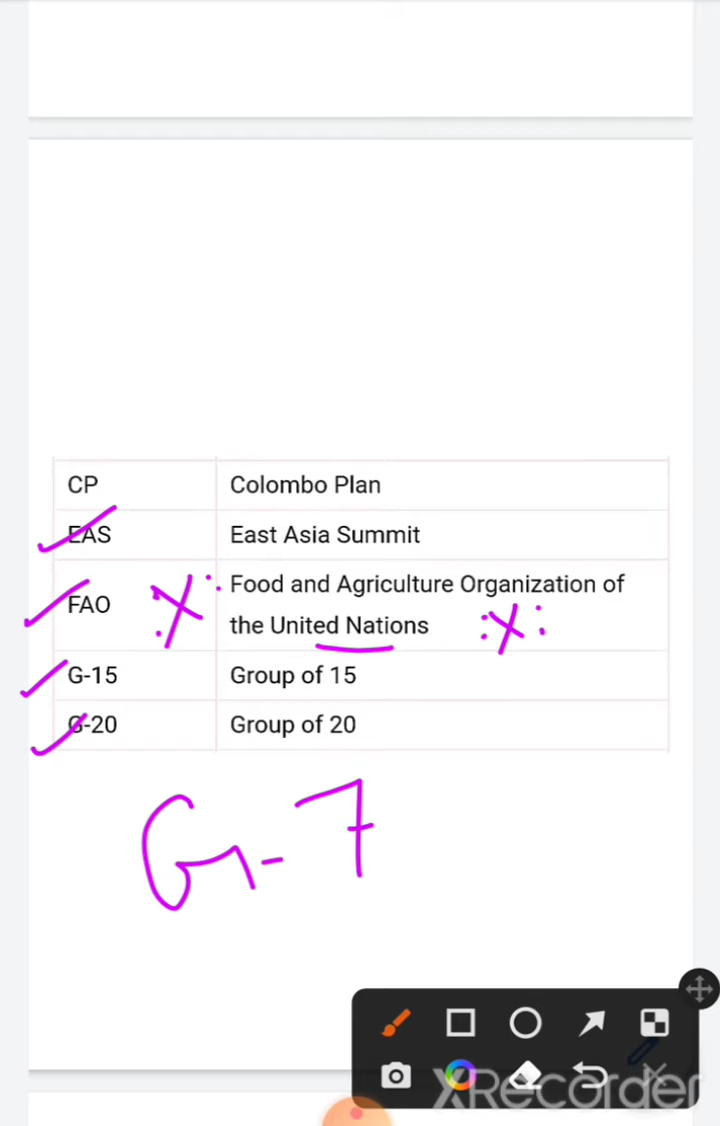 CP Colombo Plan
EAS East Asia Summit
FAO Food and Agriculture Organization of
the United Nations
G-15 Group of 15
G-20 Group of 20
G-7
XRecorder